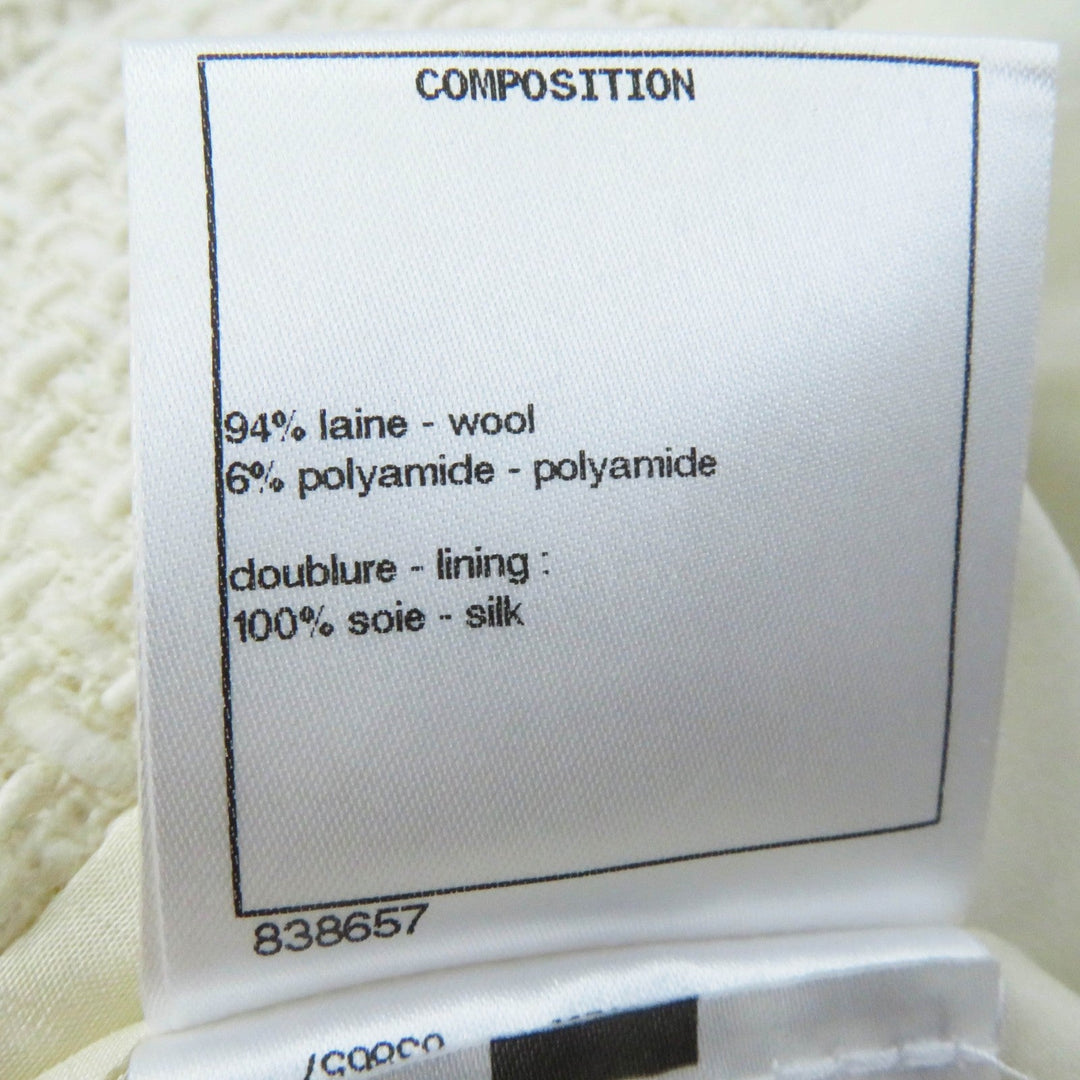 COMPOSITION
94% laine - wool
6% polyamide - polyamide
doublure - lining :
100% soie - silk
838657